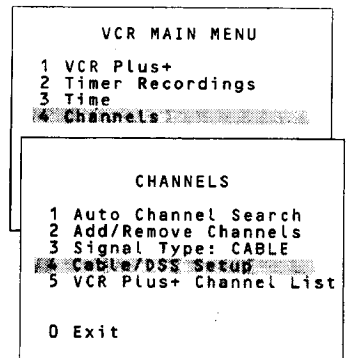 VCR MAIN MENU
1 VCR Plus+
2 Timer Recordings
3 Time
4 Channels
CHANNELS
1 Auto Channel Search
2 Add/Remove Channels
3 Signal Type: CABLE
4 Cable/DSS Setup
5 VCR Plus+ Channel List
0 Exit